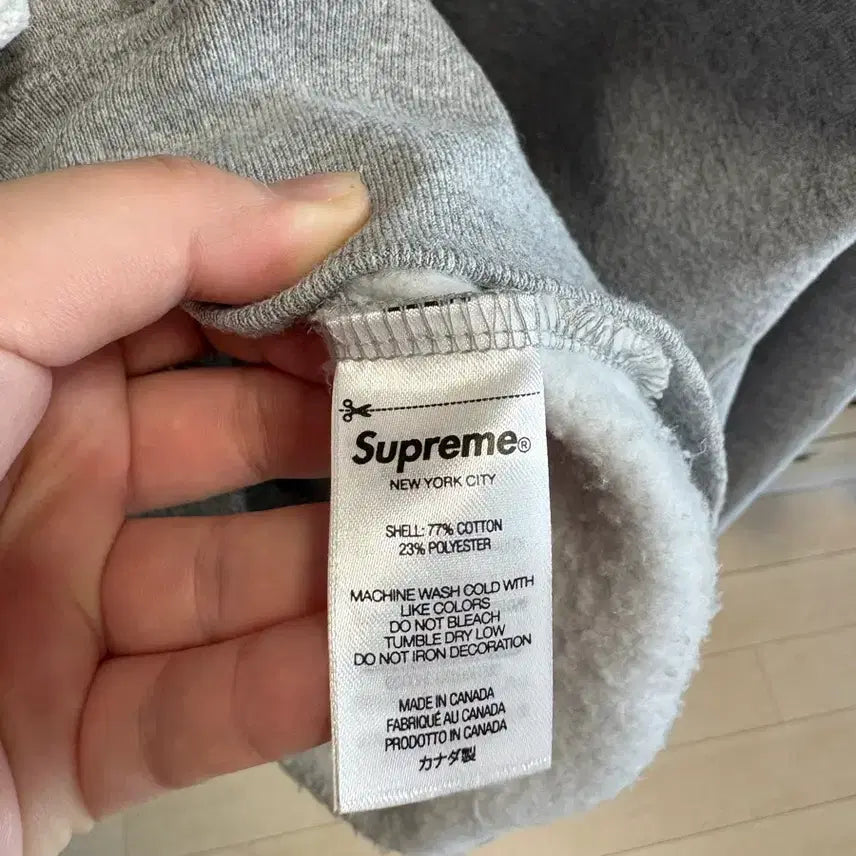 Supreme®
NEW YORK CITY
SHELL: 77% COTTON
23% POLYESTER
MACHINE WASH COLD WITH
LIKE COLORS
DO NOT BLEACH
TUMBLE DRY LOW
DO NOT IRON DECORATION
MADE IN CANADA
FABRIQUÉ AU CANADA
PRODOTTO IN CANADA
カナダ製